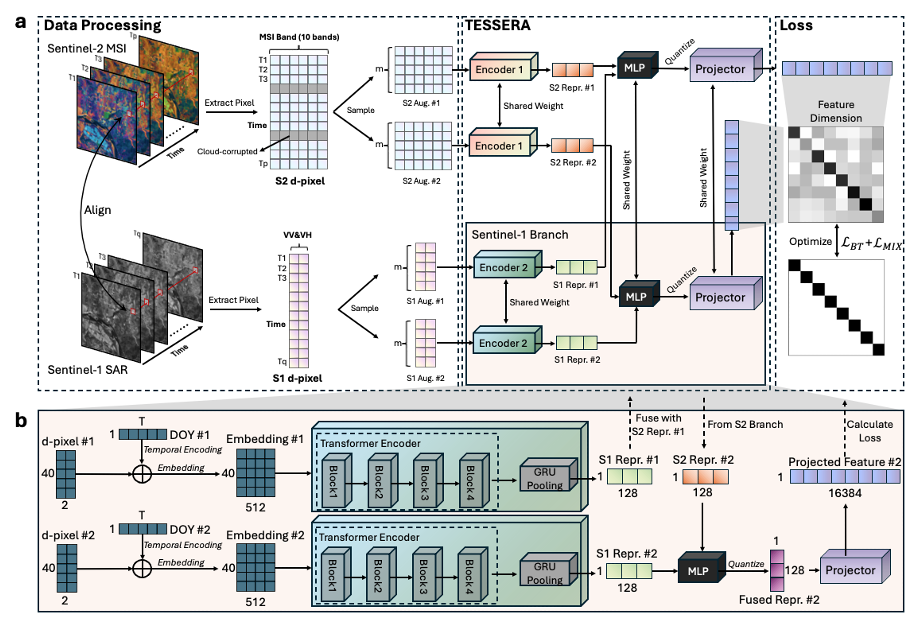 a
Data Processing
TESSERA
Loss
Sentinel-2 MSI
Tp
T3
T2
T1
Time
Extract Pixel
MSI Band (10 bands)
T1
T2
T3
Time
Cloud-corrupted
Tp
S2 d-pixel
Sample
m
S2 Aug. #1
m
S2 Aug. #2
Encoder 1
S2 Repr. #1
Shared Weight
Encoder 1
S2 Repr. #2
MLP
Quantize
Projector
Shared Weight
Shared Weight
Feature
Dimension
Optimize
ℒBT+ℒMIX
Align
Tq
T3
T2
T1
Time
Sentinel-1 SAR
Extract Pixel
VV&VH
T1
T2
T3
Time
Tq
S1 d-pixel
Sample
m
S1 Aug. #1
m
S1 Aug. #2
Sentinel-1 Branch
Encoder 2
S1 Repr. #1
Shared Weight
Encoder 2
S1 Repr. #2
MLP
Quantize
Projector
b
Fuse with
S2 Repr. #1
From S2 Branch
Calculate
Loss
d-pixel #1
40
2
T
1
DOY #1
Temporal Encoding
Embedding
Embedding #1
40
512
Transformer Encoder
Block1
Block2
Block3
Block4
GRU
Pooling
S1 Repr. #1
1
128
S2 Repr. #2
1
128
Projected Feature #2
1
16384
d-pixel #2
40
2
T
1
DOY #2
Temporal Encoding
Embedding
Embedding #2
40
512
Transformer Encoder
Block1
Block2
Block3
Block4
GRU
Pooling
S1 Repr. #2
1
128
MLP
Quantize
1
128
Fused Repr. #2
Projector